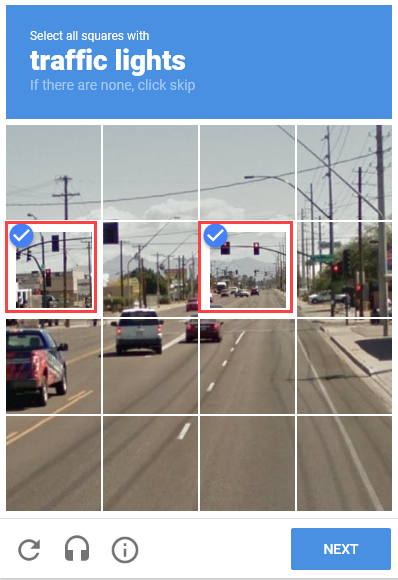 Select all squares with
traffic lights
If there are none, click skip
NEXT